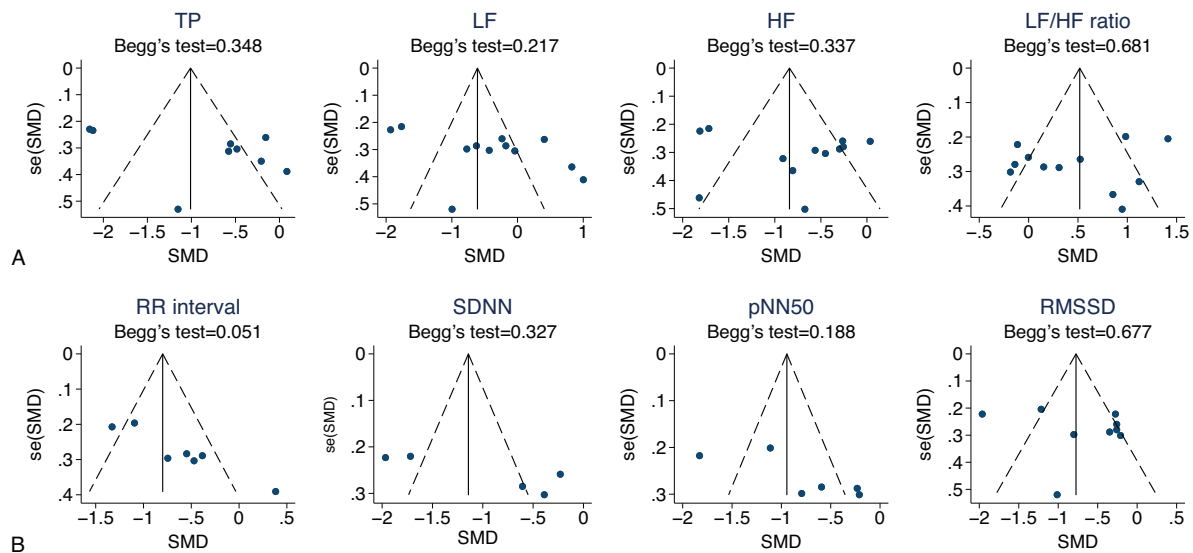 TP
Begg's test=0.348
0
.1
.2
.3
.4
.5
se(SMD)
−2 −1.5 −1 −.5 0
SMD
LF
Begg's test=0.217
0
.1
.2
.3
.4
.5
se(SMD)
−2 −1 0 1
SMD
HF
Begg's test=0.337
0
.1
.2
.3
.4
.5
se(SMD)
−2 −1.5 −1 −.5 0
SMD
LF/HF ratio
Begg's test=0.681
0
.1
.2
.3
.4
se(SMD)
−.5 0 .5 1 1.5
SMD
A
RR interval
Begg's test=0.051
0
.1
.2
.3
.4
se(SMD)
−1.5 −1 −.5 0 .5
SMD
SDNN
Begg's test=0.327
0
.1
.2
.3
se(SMD)
−2 −1.5 −1 −.5 0
SMD
pNN50
Begg's test=0.188
0
.1
.2
.3
se(SMD)
−2 −1.5 −1 −.5 0
SMD
RMSSD
Begg's test=0.677
0
.1
.2
.3
.4
.5
se(SMD)
−2 −1.5 −1 −.5 0 .5
SMD
B